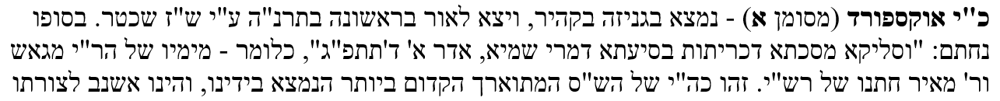 כ"י אוקספורד (מסומן א) - נמצא בגניזה בקהיר, ויצא לאור בראשונה בתרנ"ה ע"י ש"ז שכטר. בסופו
נחתם: "וסליקא מסכתא דכריתות בסיעתא דמרי שמיא, אדר א' ד'תתפ"ג", כלומר - מימיו של הר"י מגאש
ור' מאיר חתנו של רש"י. זהו כה"י של הש"ס המתוארך הקדום ביותר הנמצא בידינו, והינו אשנב לצורתו